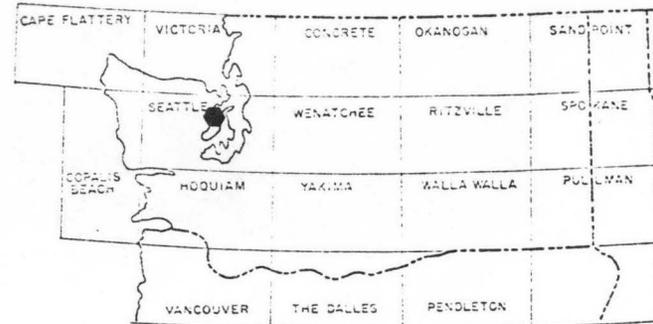 CAPE FLATTERY
VICTORIA
CONCRETE
OKANOGAN
SANDPOINT
SEATTLE
WENATCHEE
RITZVILLE
SPOKANE
COPALIS
BEACH
HOQUIAM
YAKIMA
WALLA WALLA
PULLMAN
VANCOUVER
THE DALLES
PENDLETON